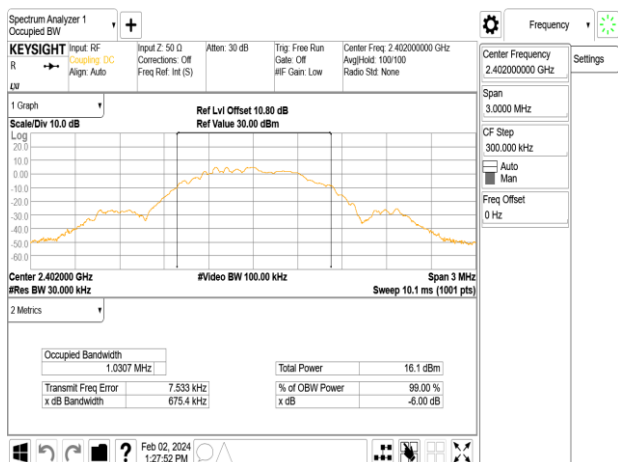 Spectrum Analyzer 1
Occupied BW
+
Frequency
KEYSIGHT
R
LXI
Input: RF
Coupling: DC
Align: Auto
Input Z: 50 Ω
Corrections: Off
Freq Ref: Int (S)
Atten: 30 dB
Trig: Free Run
Gate: Off
#IF Gain: Low
Center Freq: 2.402000000 GHz
Avg|Hold: 100/100
Radio Std: None
Center Frequency
2.402000000 GHz
Settings
Span
3.0000 MHz
CF Step
300.000 kHz
Auto
Man
Freq Offset
0 Hz
1 Graph
Scale/Div 10.0 dB
Ref Lvl Offset 10.80 dB
Ref Value 30.00 dBm
Log
20.0
10.0
0.00
-10.0
-20.0
-30.0
-40.0
-50.0
-60.0
Center 2.402000 GHz
#Video BW 100.00 kHz
Span 3 MHz
#Res BW 30.000 kHz
Sweep 10.1 ms (1001 pts)
2 Metrics
Occupied Bandwidth
1.0307 MHz
Total Power 16.1 dBm
Transmit Freq Error 7.533 kHz
% of OBW Power 99.00 %
x dB Bandwidth 675.4 kHz
x dB -6.00 dB
?
Feb 02, 2024
1:27:52 PM